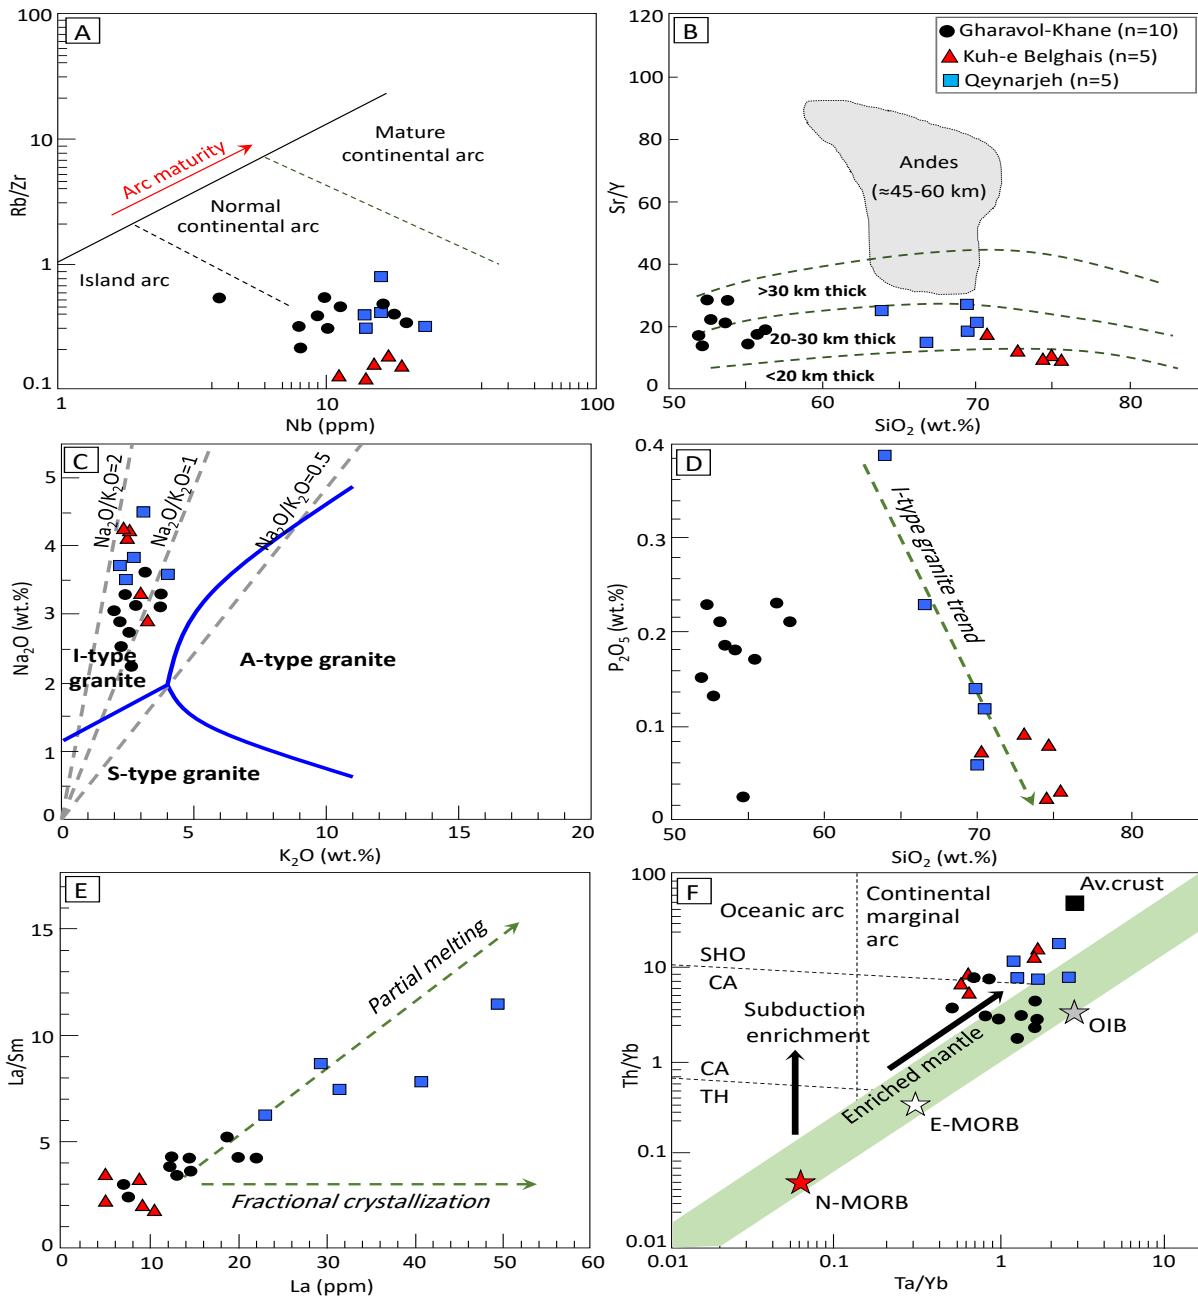 A
100
10
1
0.1
Rb/Zr
Arc maturity
Mature
continental arc
Normal
continental arc
Island arc
1
10
100
Nb (ppm)
B
Gharavol-Khane (n=10)
Kuh-e Belghais (n=5)
Qeynarjeh (n=5)
120
100
80
60
40
20
0
Sr/Y
Andes
(≈45-60 km)
>30 km thick
20-30 km thick
<20 km thick
50
60
70
80
SiO₂ (wt.%)
C
5
4
3
2
1
0
Na₂O (wt.%)
Na₂O/K₂O=2
Na₂O/K₂O=1
Na₂O/K₂O=0.5
I-type
granite
A-type granite
S-type granite
0
5
10
15
20
K₂O (wt.%)
D
0.4
0.3
0.2
0.1
0
P₂O₅ (wt.%)
I-type granite trend
50
60
70
80
SiO₂ (wt.%)
E
15
10
5
0
La/Sm
Partial melting
Fractional crystallization
0
10
20
30
40
50
60
La (ppm)
F
100
10
1
0.1
0.01
Th/Yb
Oceanic arc
Continental
marginal
arc
Av.crust
SHO
CA
Subduction
enrichment
CA
TH
Enriched mantle
OIB
E-MORB
N-MORB
0.01
0.1
1
10
Ta/Yb